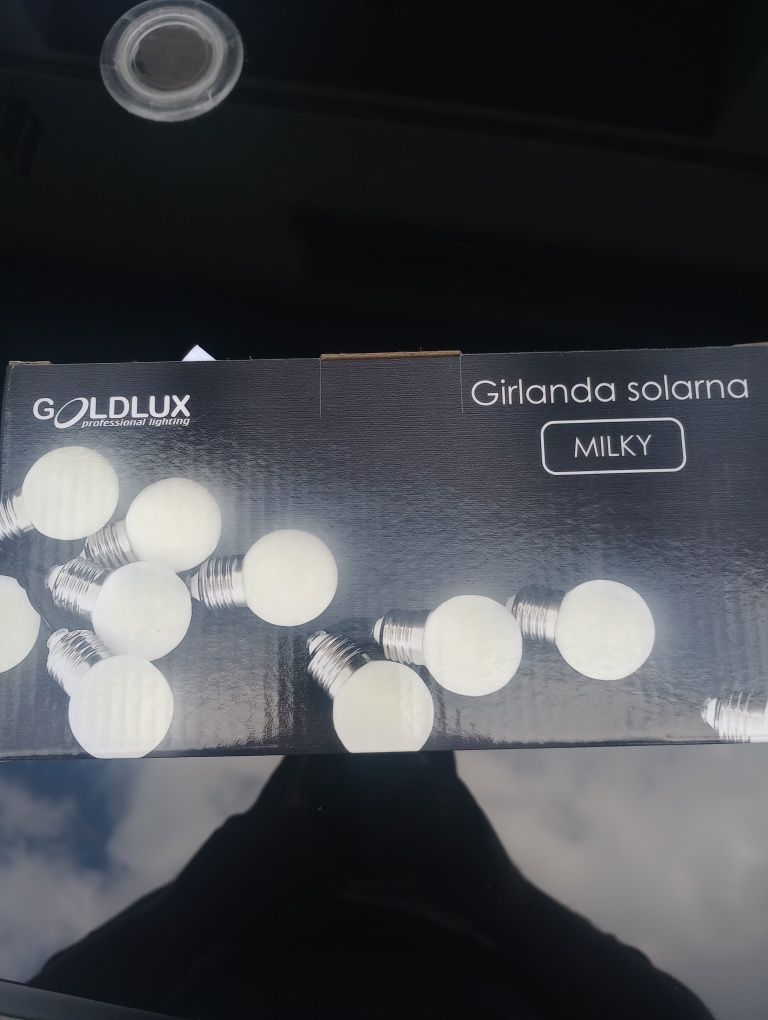 GOLDLUX
professional lighting
Girlanda solarna
MILKY